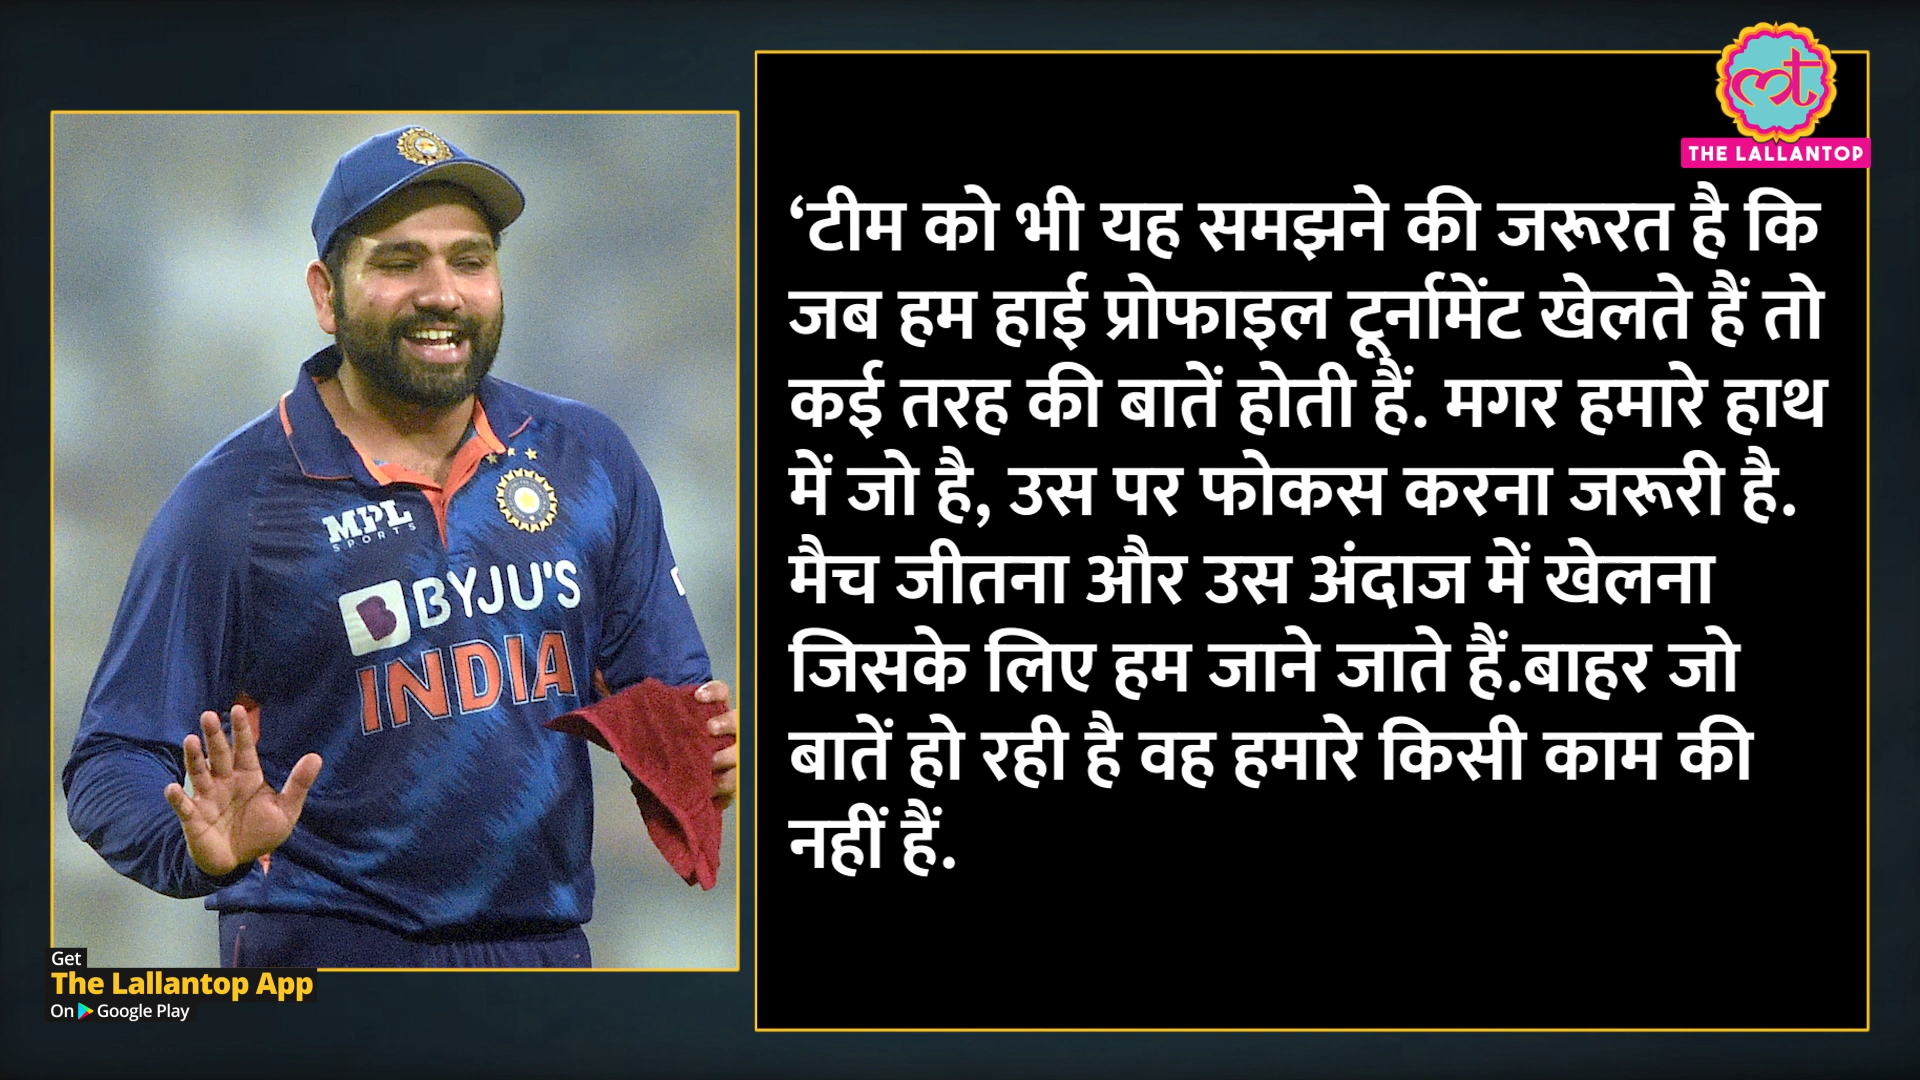 THE LALLANTOP
‘टीम को भी यह समझने की जरूरत है कि
जब हम हाई प्रोफाइल टूर्नामेंट खेलते हैं तो
कई तरह की बातें होती हैं. मगर हमारे हाथ
में जो है, उस पर फोकस करना जरूरी है.
मैच जीतना और उस अंदाज में खेलना
जिसके लिए हम जाने जाते हैं.बाहर जो
बातें हो रही है वह हमारे किसी काम की
नहीं हैं.
MPL
SPORTS
BYJU'S
INDIA
Get
The Lallantop App
On Google Play